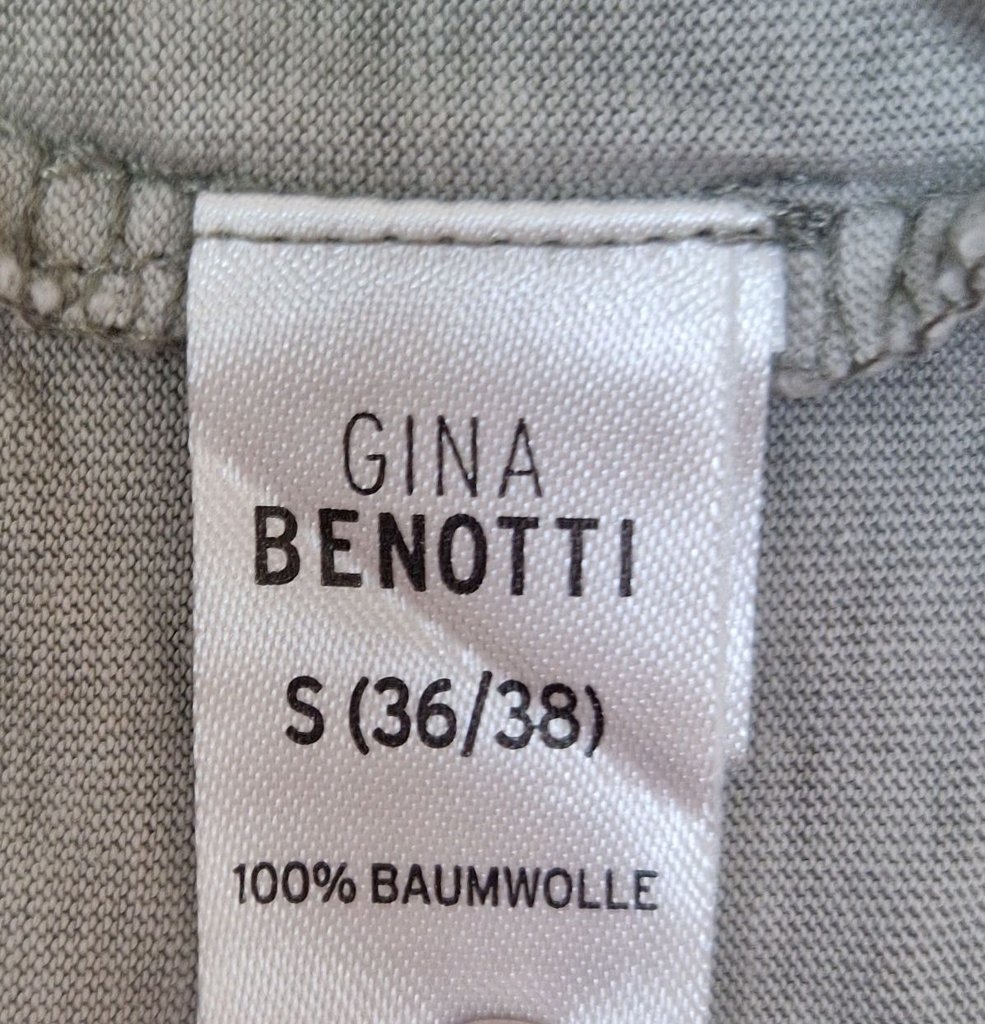 GINA
BENOTTI
S (36/38)
100% BAUMWOLLE